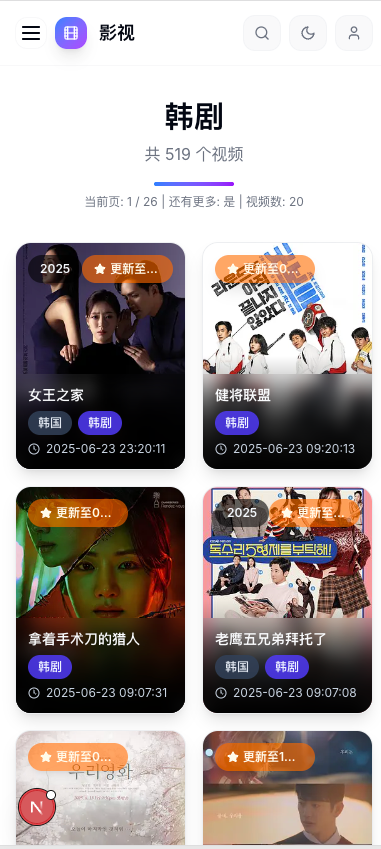 影视
韩剧
共 519 个视频
当前页: 1 / 26 | 还有更多: 是 | 视频数: 20
2025
更新至...
女王之家
韩国
韩剧
2025-06-23 23:20:11
更新至0...
끝나지
않았다
健将联盟
韩剧
2025-06-23 09:20:13
更新至0...
拿着手术刀的猎人
韩剧
2025-06-23 09:07:31
2025
更新至...
독수리5형제를부탁해!
老鹰五兄弟拜托了
韩国
韩剧
2025-06-23 09:07:08
更新至0...
우리영화
N
更新至1...